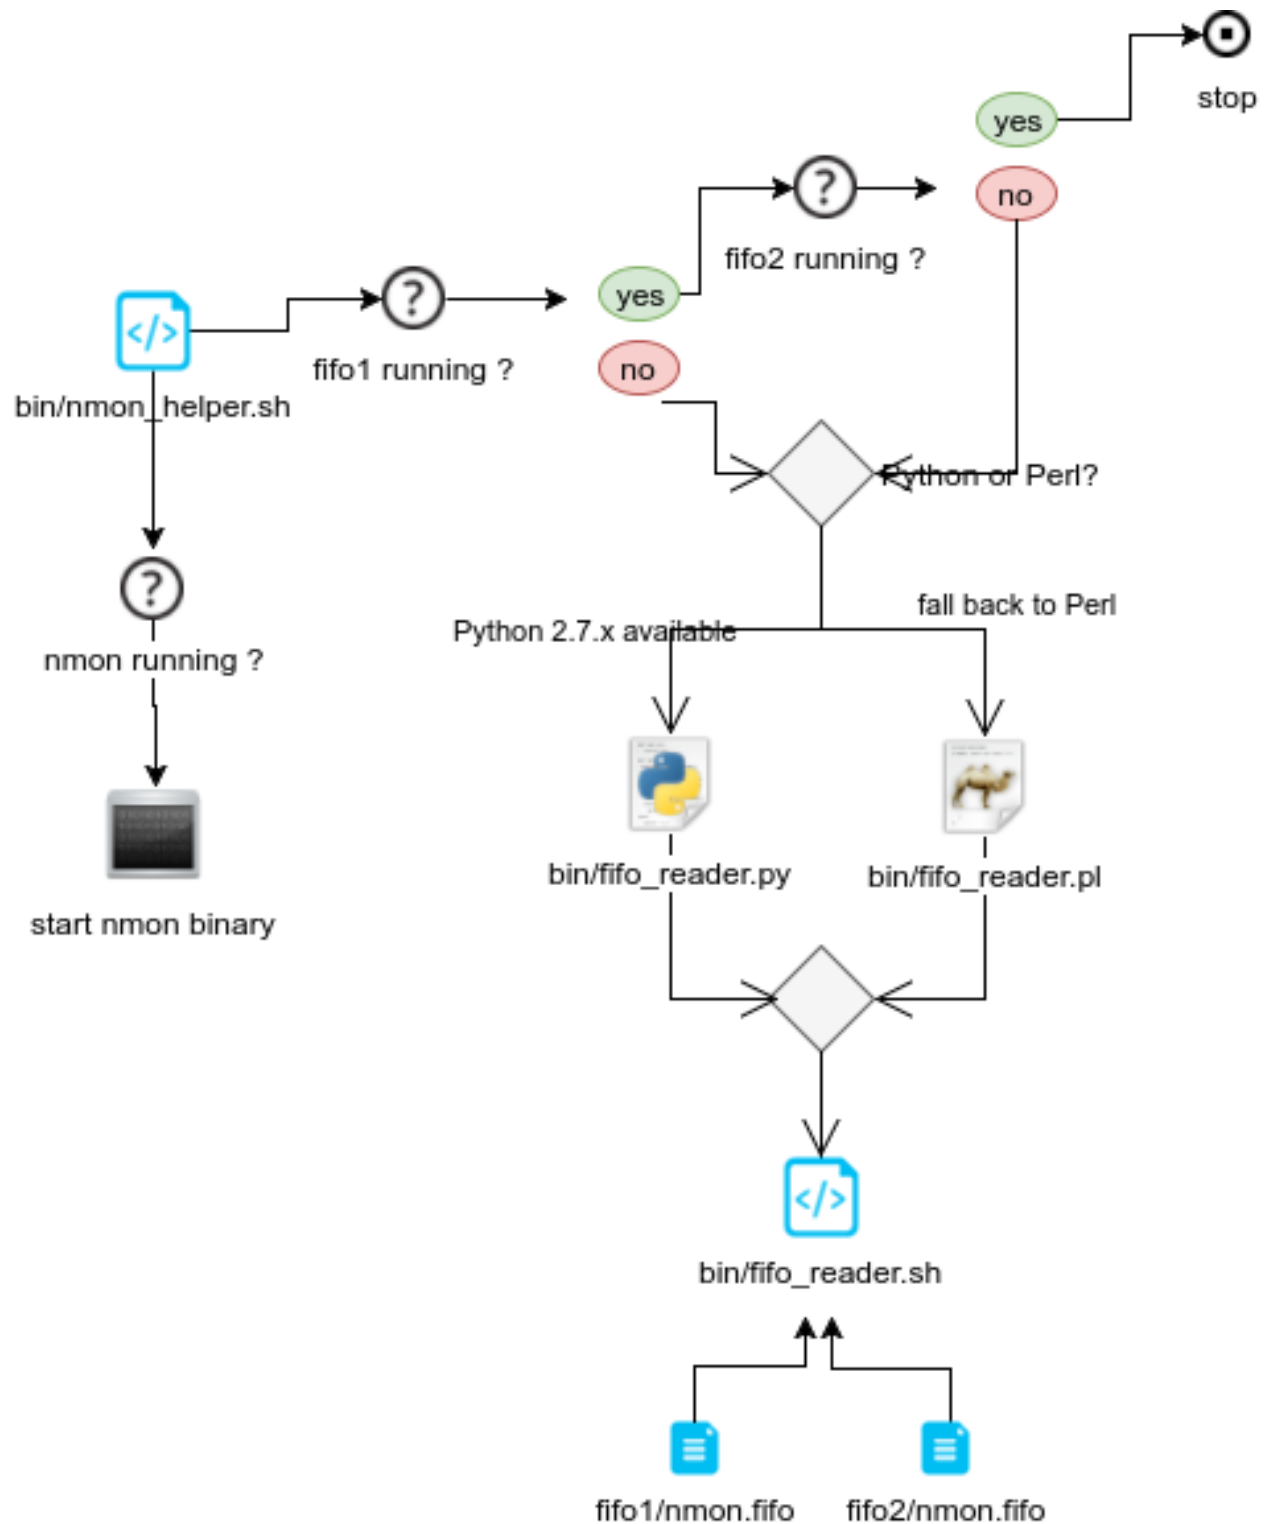 stop
yes
no
?
fifo2 running ?
yes
no
?
fifo1 running ?
</>
bin/nmon_helper.sh
Python or Perl?
?
nmon running ?
fall back to Perl
Python 2.7.x available
start nmon binary
bin/fifo_reader.py
bin/fifo_reader.pl
</>
bin/fifo_reader.sh
fifo1/nmon.fifo
fifo2/nmon.fifo